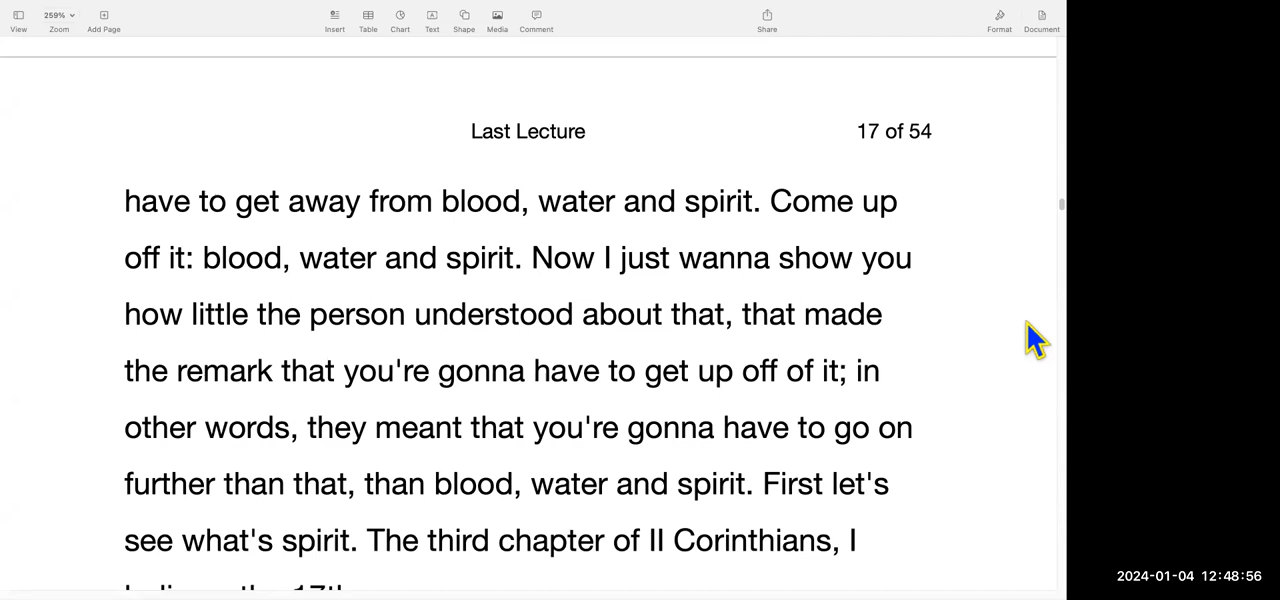 259%
View Zoom Add Page Insert Table Chart Text Shape Media Comment Share Format Document
Last Lecture 17 of 54
have to get away from blood, water and spirit. Come up
off it: blood, water and spirit. Now I just wanna show you
how little the person understood about that, that made
the remark that you're gonna have to get up off of it; in
other words, they meant that you're gonna have to go on
further than that, than blood, water and spirit. First let's
see what's spirit. The third chapter of II Corinthians, I
2024-01-04 12:48:56